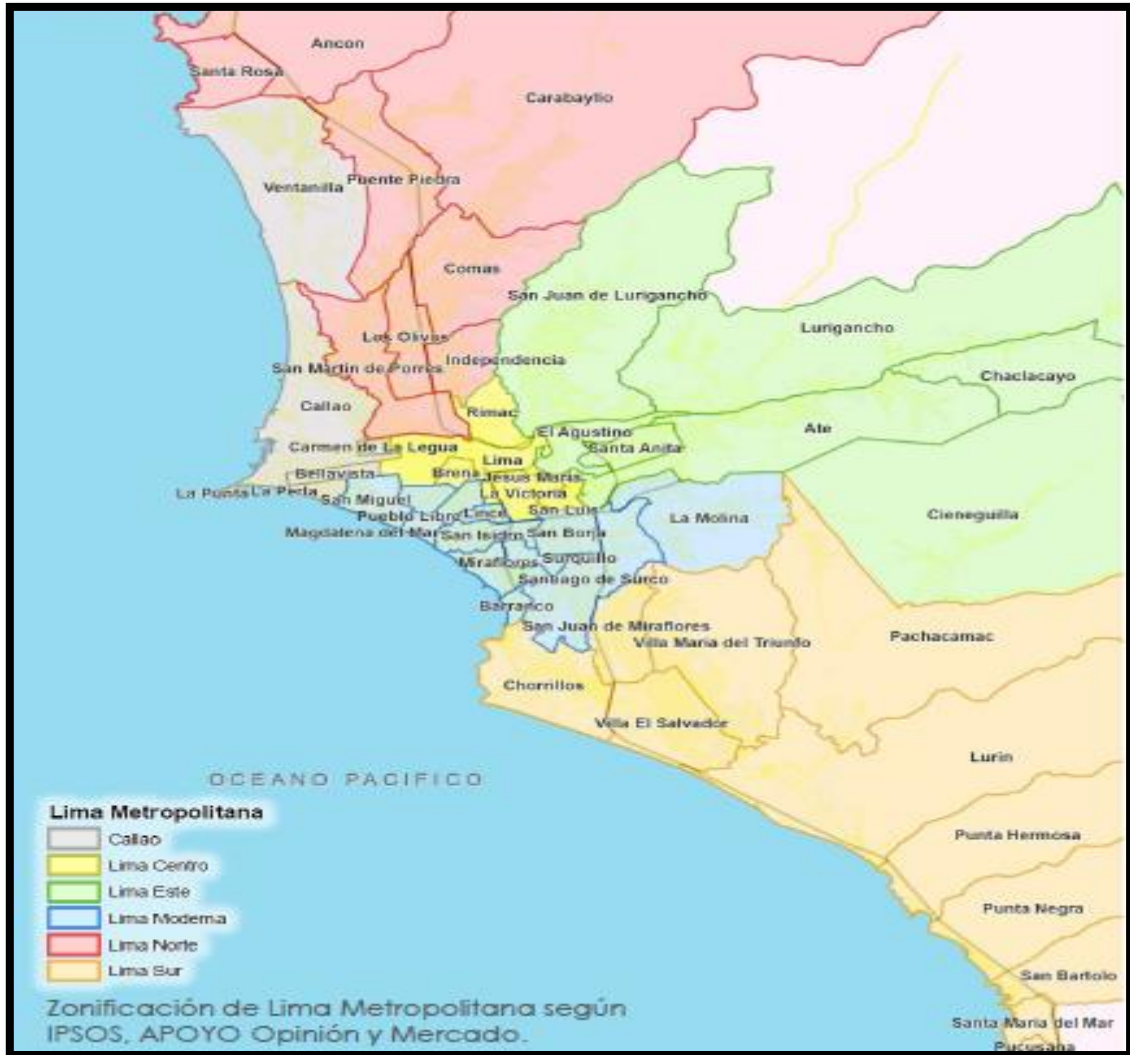 Ancon
Santa Rosa
Carabayllo
Ventanilla
Puente Piedra
Comas
San Juan de Lurigancho
Lurigancho
Los Olivos
Independencia
San Martin de Porres
Chaclacayo
Callao
Rimac
Ate
El Agustino
Carmen de La Legua
Santa Anita
Lima
Bellavista
Brena
Jesus Maria
La Punta
La Perla
San Miguel
La Victoria
Pueblo Libre
Lince
San Luis
La Molina
Cieneguilla
Magdalena del Mar
San Isidro
San Borja
Miraflores
Surquillo
Santiago de Surco
Barranco
San Juan de Miraflores
Villa Maria del Triunfo
Pachacamac
Chorrillos
Villa El Salvador
Lurin
OCEANO PACIFICO
Punta Hermosa
Punta Negra
San Bartolo
Santa Maria del Mar
Pucusana
Lima Metropolitana
Callao
Lima Centro
Lima Este
Lima Moderna
Lima Norte
Lima Sur
Zonificación de Lima Metropolitana según
IPSOS, APOYO Opinión y Mercado.